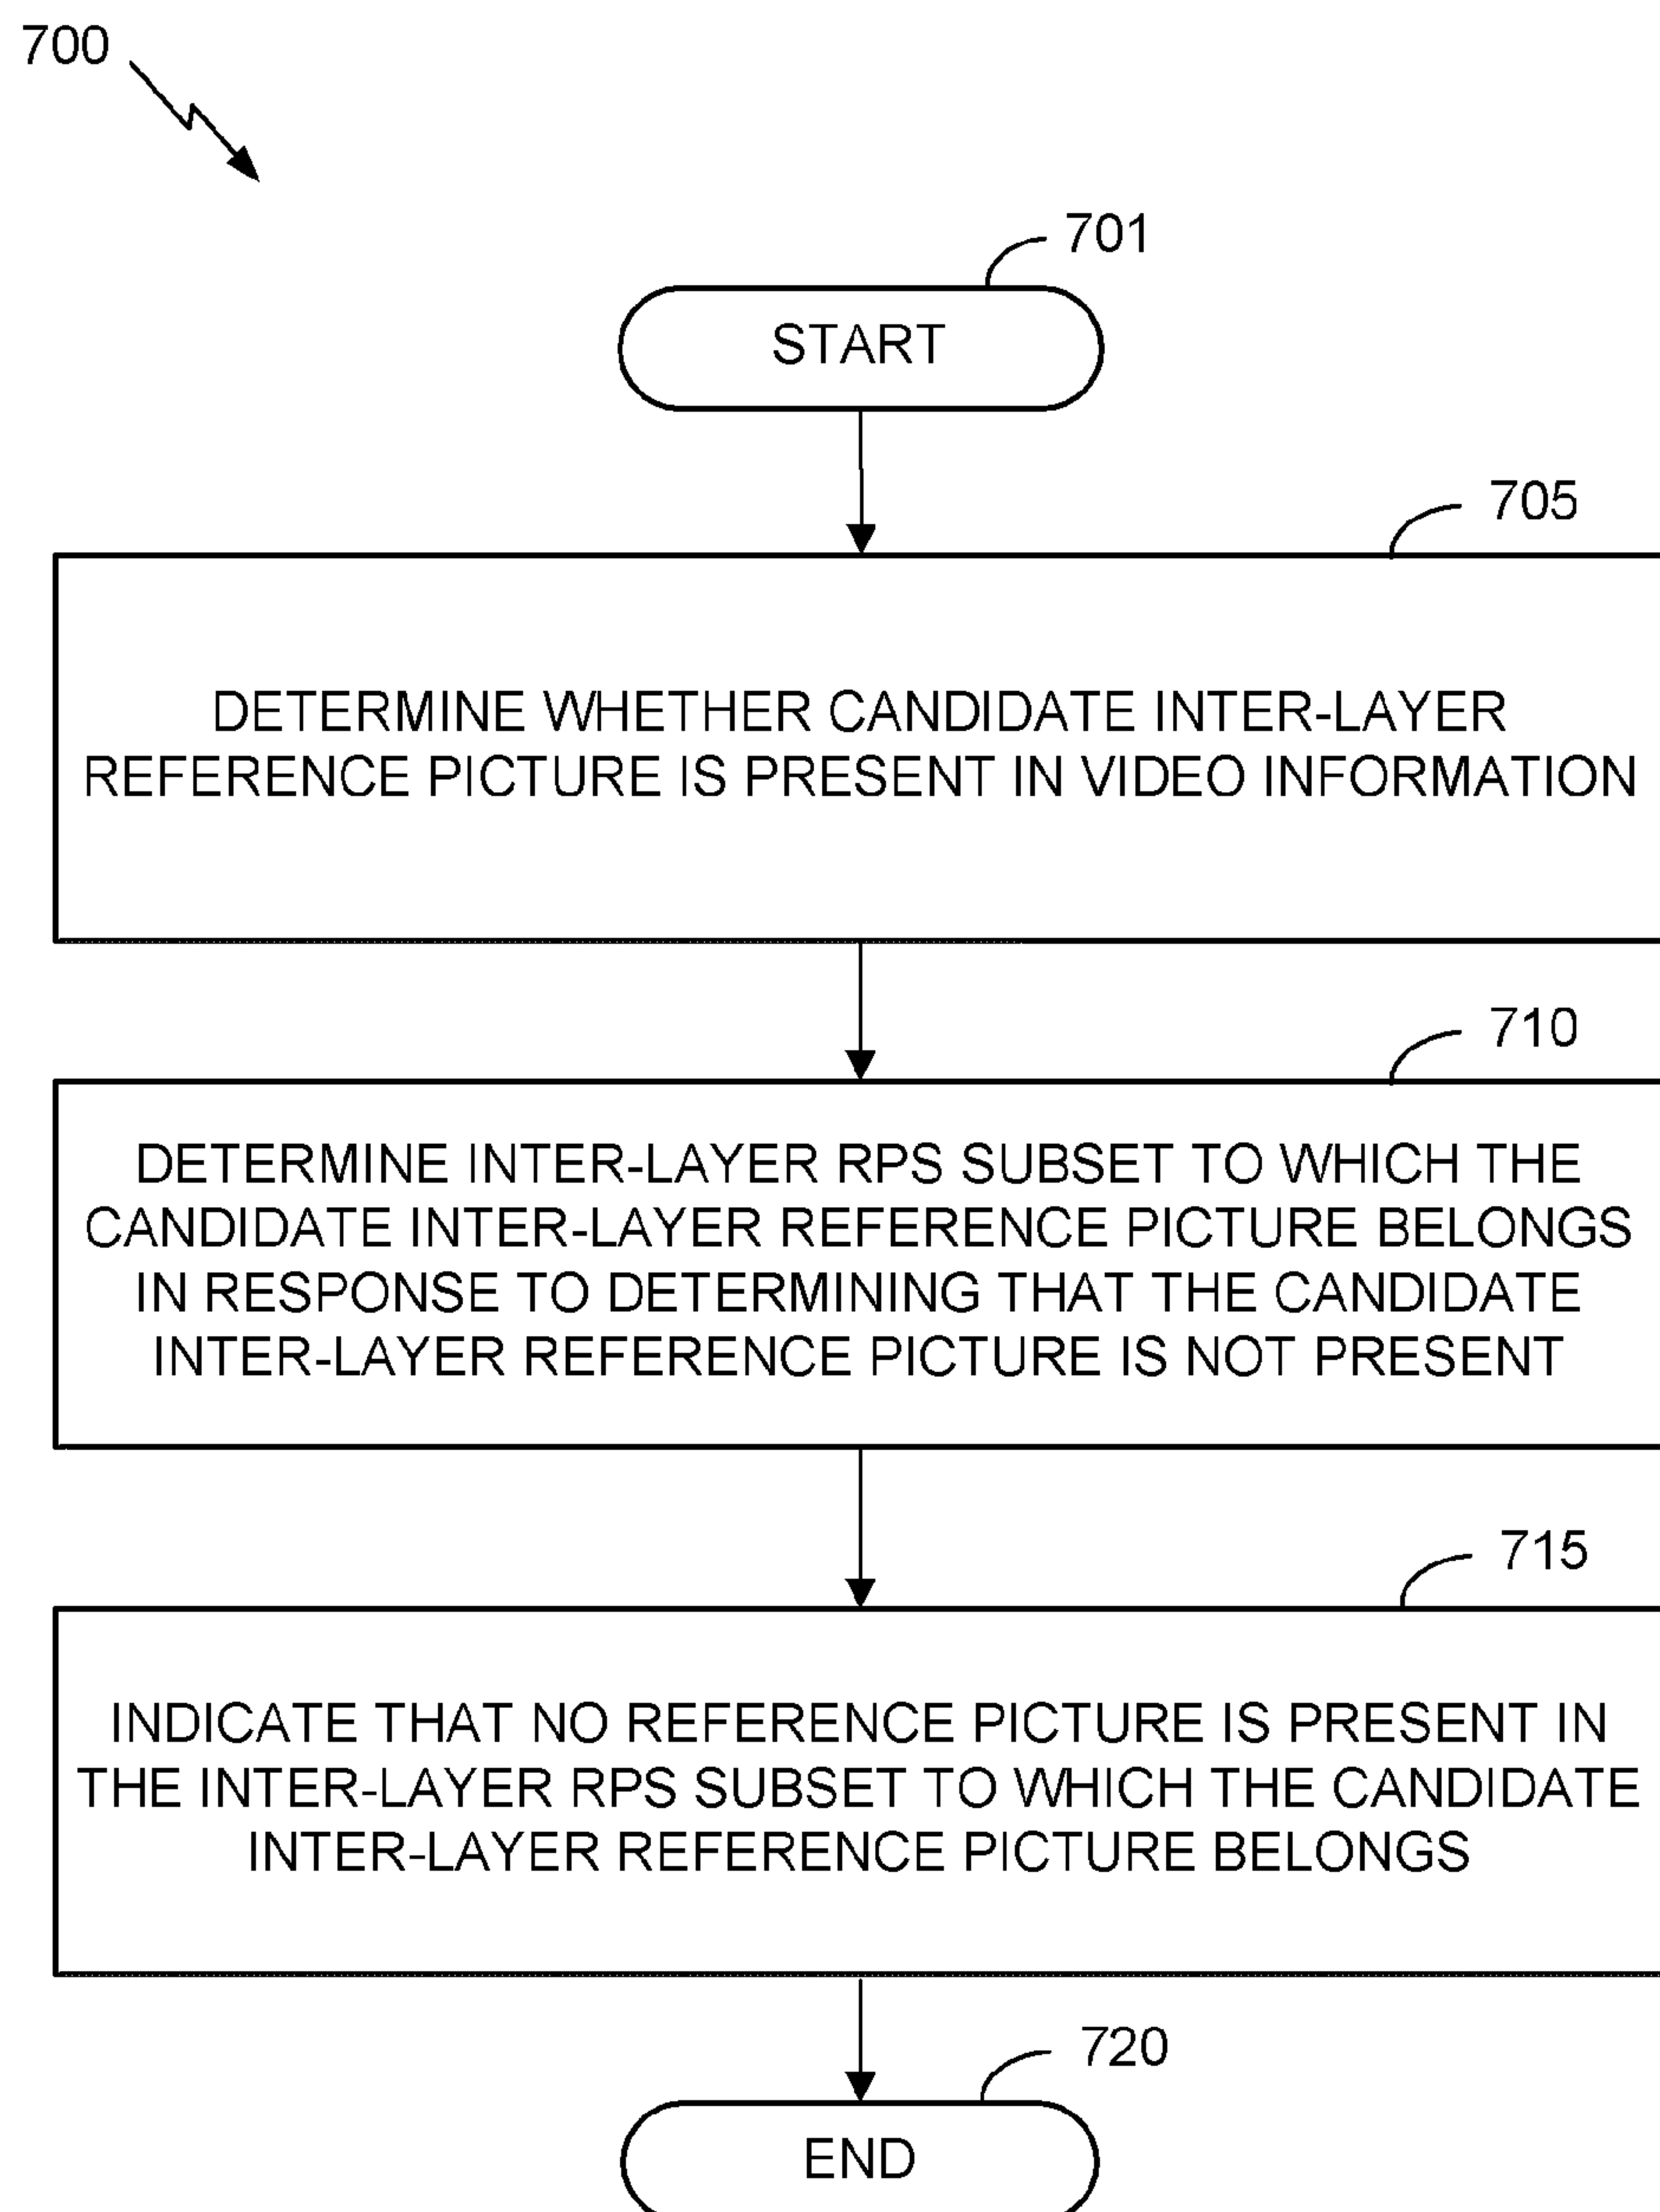 700
701
START
705
DETERMINE WHETHER CANDIDATE INTER-LAYER
REFERENCE PICTURE IS PRESENT IN VIDEO INFORMATION
710
DETERMINE INTER-LAYER RPS SUBSET TO WHICH THE
CANDIDATE INTER-LAYER REFERENCE PICTURE BELONGS
IN RESPONSE TO DETERMINING THAT THE CANDIDATE
INTER-LAYER REFERENCE PICTURE IS NOT PRESENT
715
INDICATE THAT NO REFERENCE PICTURE IS PRESENT IN
THE INTER-LAYER RPS SUBSET TO WHICH THE CANDIDATE
INTER-LAYER REFERENCE PICTURE BELONGS
720
END